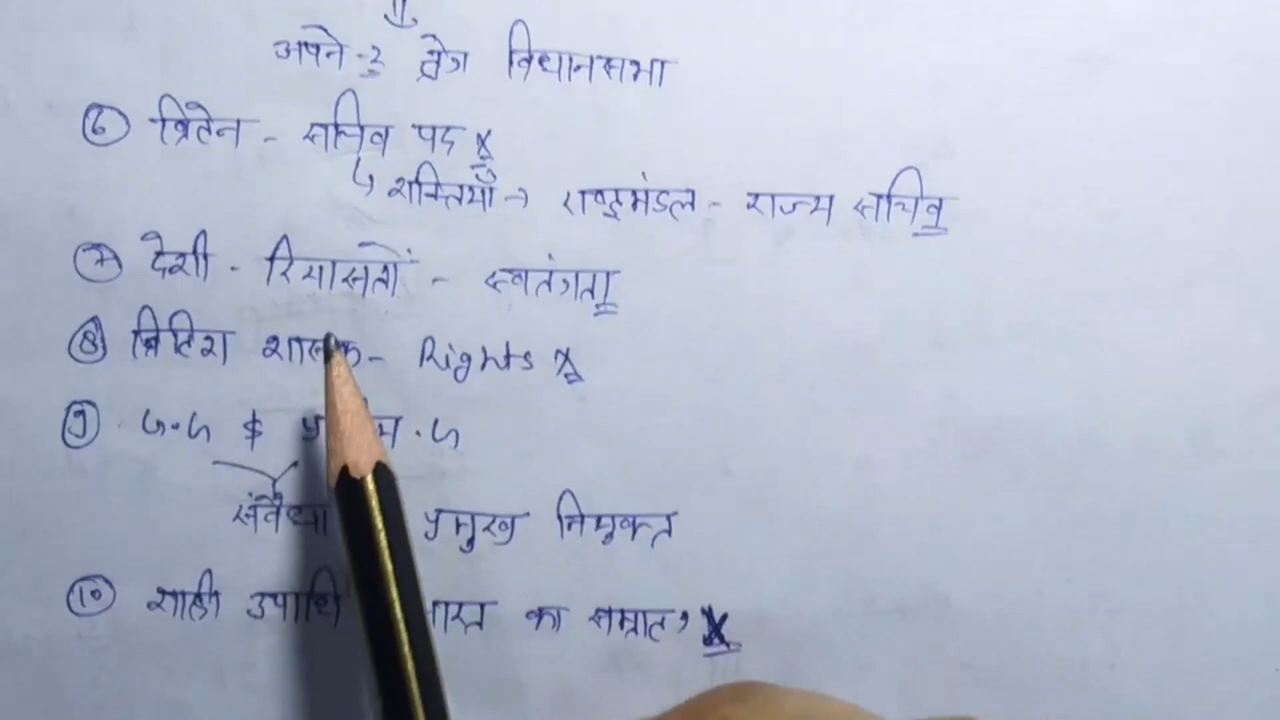 अपने-2 क्षेत्र विधानसभा
⑥ ब्रिटेन - सचिव पद x
↳ शक्तियाँ → राष्ट्रमंडल - राज्य सचिव
⑦ देशी - रियासतों - स्वतंत्रता
⑧ ब्रिटिश शासक - Rights x
⑨ &
प्रमुख नियुक्त
⑩ शाही उपाधि का सम्राट' x